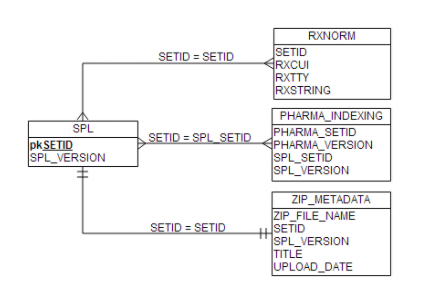 RXNORM
SETID
RXCUI
RXTTY
RXSTRING
SETID = SETID
PHARMA_INDEXING
PHARMA_SETID
PHARMA_VERSION
SPL_SETID
SPL_VERSION
SPL
pkSETID
SPL_VERSION
SETID = SPL_SETID
ZIP_METADATA
ZIP_FILE_NAME
SETID
SPL_VERSION
TITLE
UPLOAD_DATE
SETID = SETID